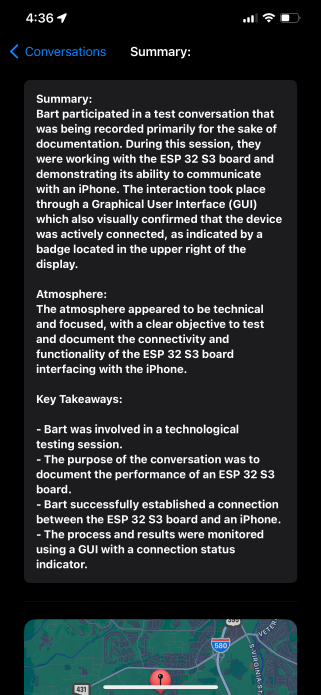 4:36
Conversations Summary:
Summary:
Bart participated in a test conversation that
was being recorded primarily for the sake of
documentation. During this session, they
were working with the ESP 32 S3 board and
demonstrating its ability to communicate
with an iPhone. The interaction took place
through a Graphical User Interface (GUI)
which also visually confirmed that the device
was actively connected, as indicated by a
badge located in the upper right of the
display.
Atmosphere:
The atmosphere appeared to be technical
and focused, with a clear objective to test
and document the connectivity and
functionality of the ESP 32 S3 board
interfacing with the iPhone.
Key Takeaways:
- Bart was involved in a technological
testing session.
- The purpose of the conversation was to
document the performance of an ESP 32 S3
board.
- Bart successfully established a connection
between the ESP 32 S3 board and an iPhone.
- The process and results were monitored
using a GUI with a connection status
indicator.
580
VETER
S VIRGINIA ST
431